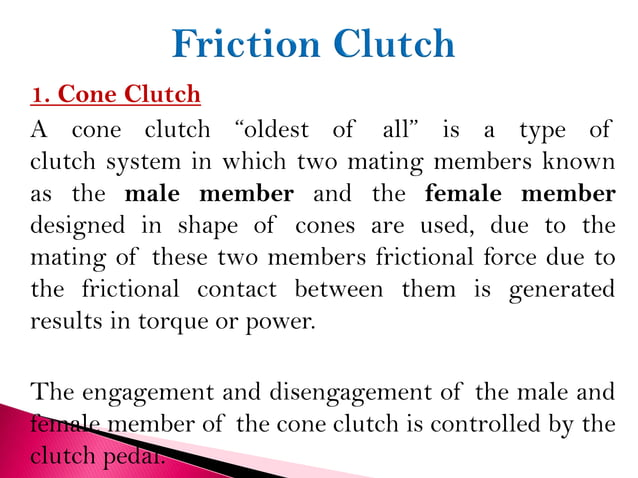 Friction Clutch
1. Cone Clutch
A cone clutch “oldest of all” is a type of
clutch system in which two mating members known
as the male member and the female member
designed in shape of cones are used, due to the
mating of these two members frictional force due to
the frictional contact between them is generated
results in torque or power.
The engagement and disengagement of the male and
female member of the cone clutch is controlled by the
clutch pedal.